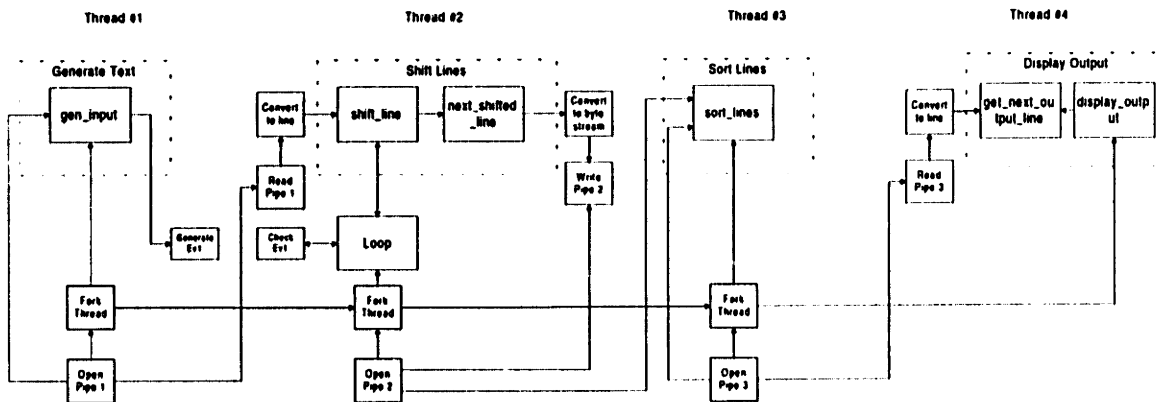 Thread #1
Thread #2
Thread #3
Thread #4
Generate Text
gen_input
Generate
Ev1
Fork
Thread
Open
Pipe 1
Convert
to line
Read
Pipe 1
Shift Lines
shift_line
next_shifted
_line
Convert
to byte
stream
Write
Pipe 2
Check
Ev1
Loop
Fork
Thread
Open
Pipe 2
Sort Lines
sort_lines
Fork
Thread
Open
Pipe 3
Convert
to line
Read
Pipe 3
Display Output
get_next_ou
tput_line
display_outp
ut